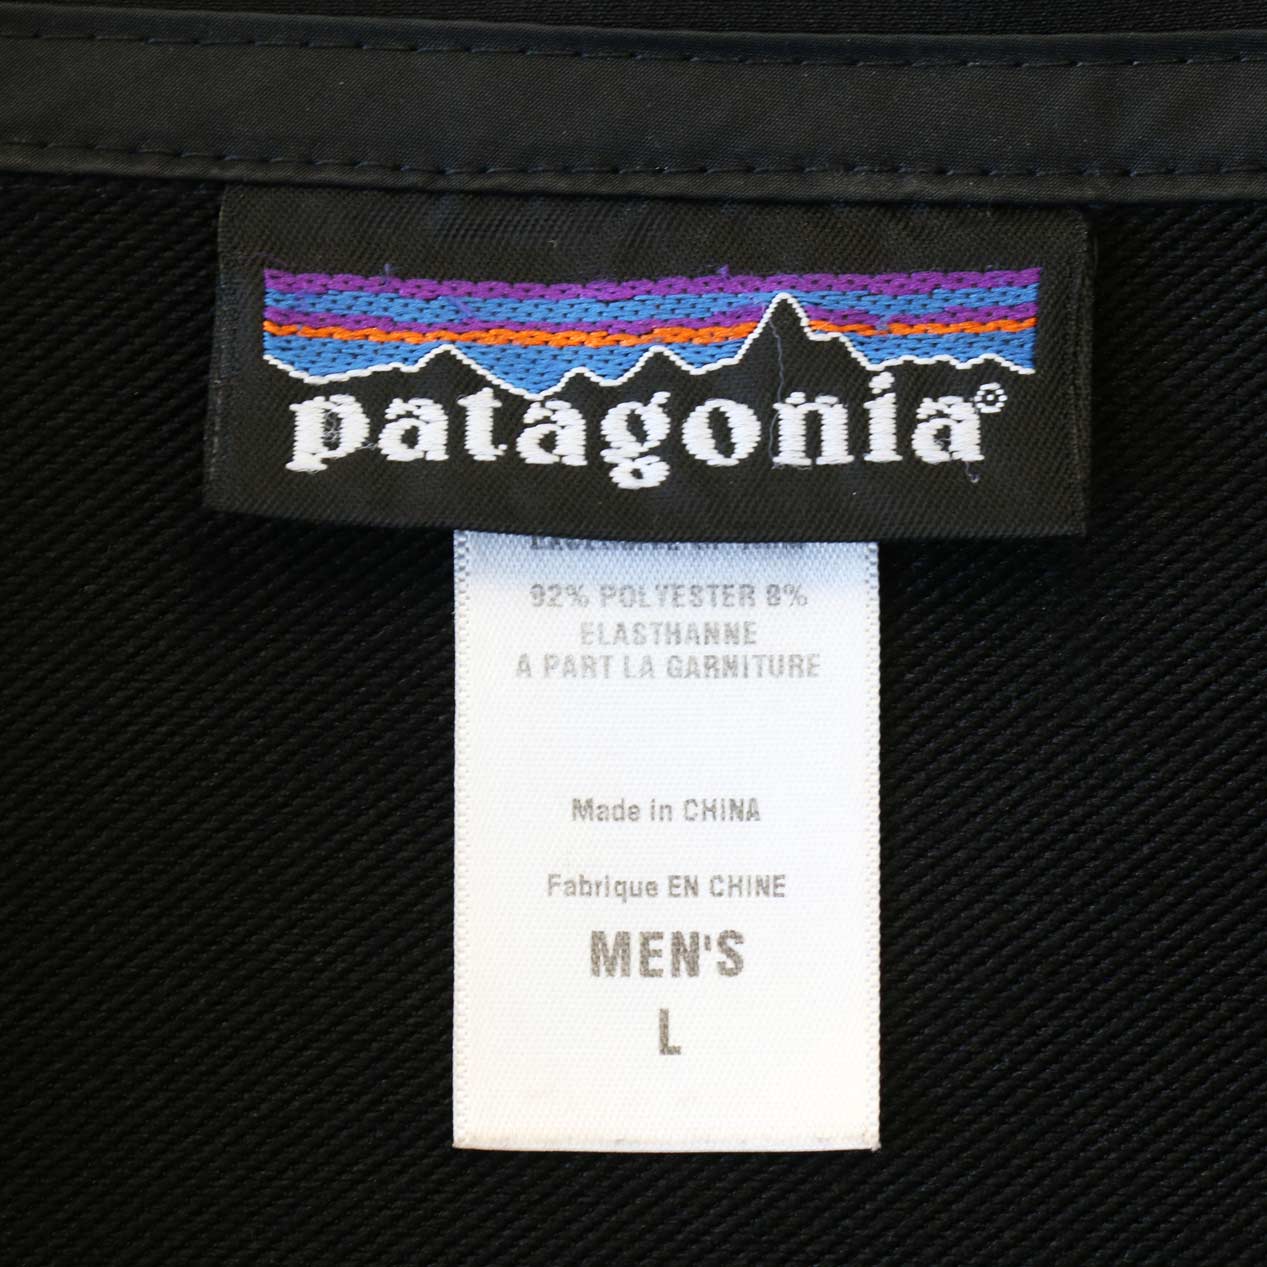 patagonia®
92% POLYESTER 8%
ELASTHANNE
A PART LA GARNITURE
Made in CHINA
Fabrique EN CHINE
MEN'S
L